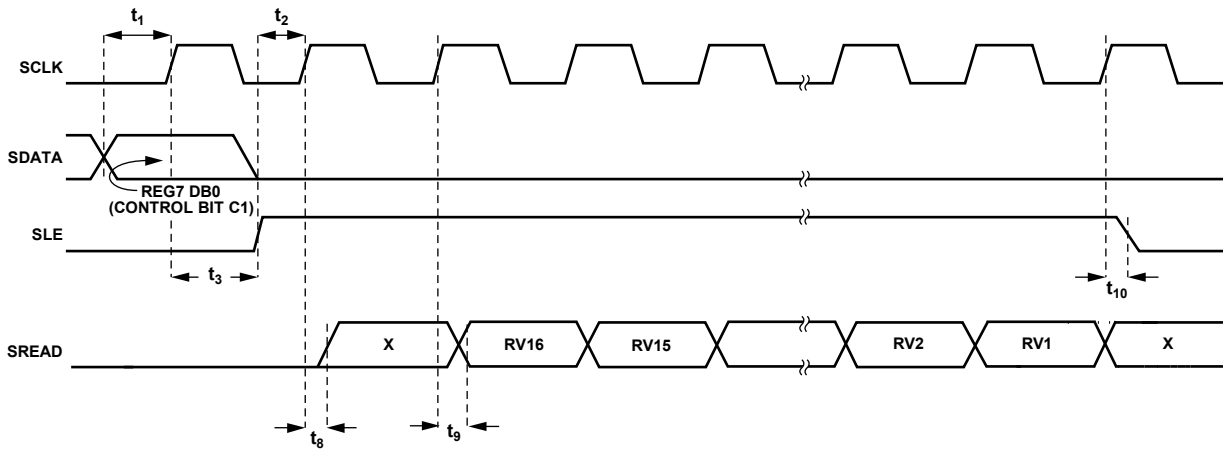 t1
t2
SCLK
SDATA
REG7 DB0
(CONTROL BIT C1)
SLE
t3
t10
SREAD
X
RV16
RV15
RV2
RV1
X
t8
t9